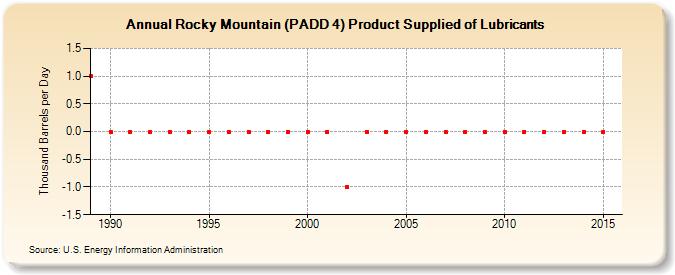 Annual Rocky Mountain (PADD 4) Product Supplied of Lubricants
Thousand Barrels per Day
1.5
1.0
0.5
0.0
-0.5
-1.0
-1.5
1990 1995 2000 2005 2010 2015
Source: U.S. Energy Information Administration